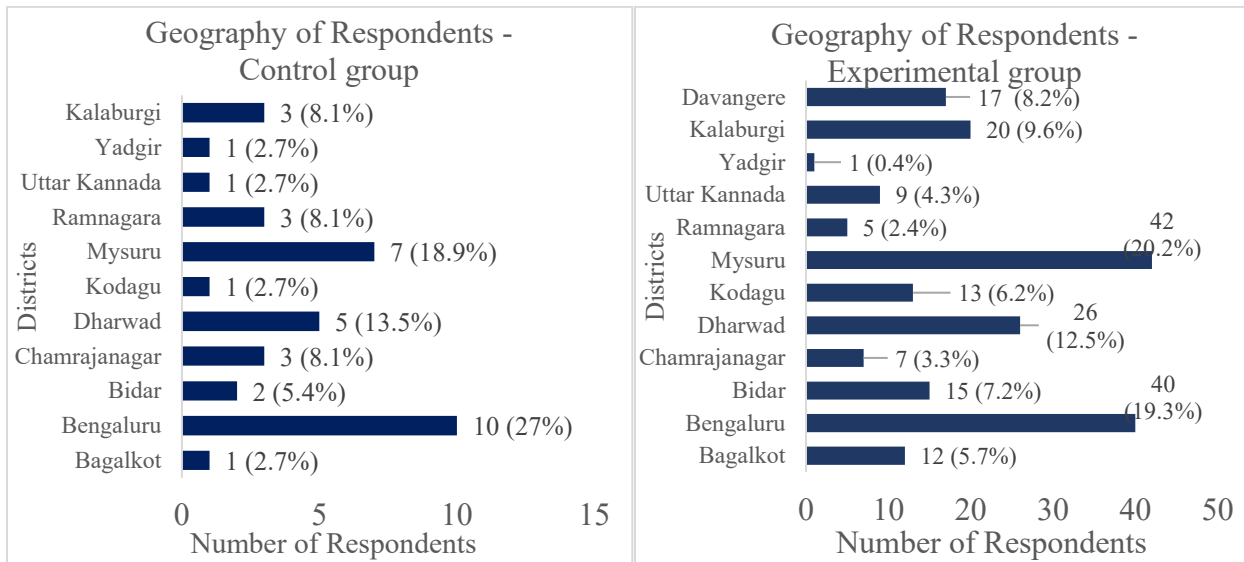 Geography of Respondents -
Control group
Kalaburgi
3 (8.1%)
Yadgir
1 (2.7%)
Uttar Kannada
1 (2.7%)
Ramnagara
3 (8.1%)
Mysuru
7 (18.9%)
Kodagu
1 (2.7%)
Dharwad
5 (13.5%)
Chamrajanagar
3 (8.1%)
Bidar
2 (5.4%)
Bengaluru
10 (27%)
Bagalkot
1 (2.7%)
Districts
0 5 10 15
Number of Respondents
Geography of Respondents -
Experimental group
Davangere
17 (8.2%)
Kalaburgi
20 (9.6%)
Yadgir
1 (0.4%)
Uttar Kannada
9 (4.3%)
Ramnagara
5 (2.4%)
Mysuru
42
(20.2%)
Kodagu
13 (6.2%)
Dharwad
26
(12.5%)
Chamrajanagar
7 (3.3%)
Bidar
15 (7.2%)
Bengaluru
40
(19.3%)
Bagalkot
12 (5.7%)
Districts
0 10 20 30 40 50
Number of Respondents